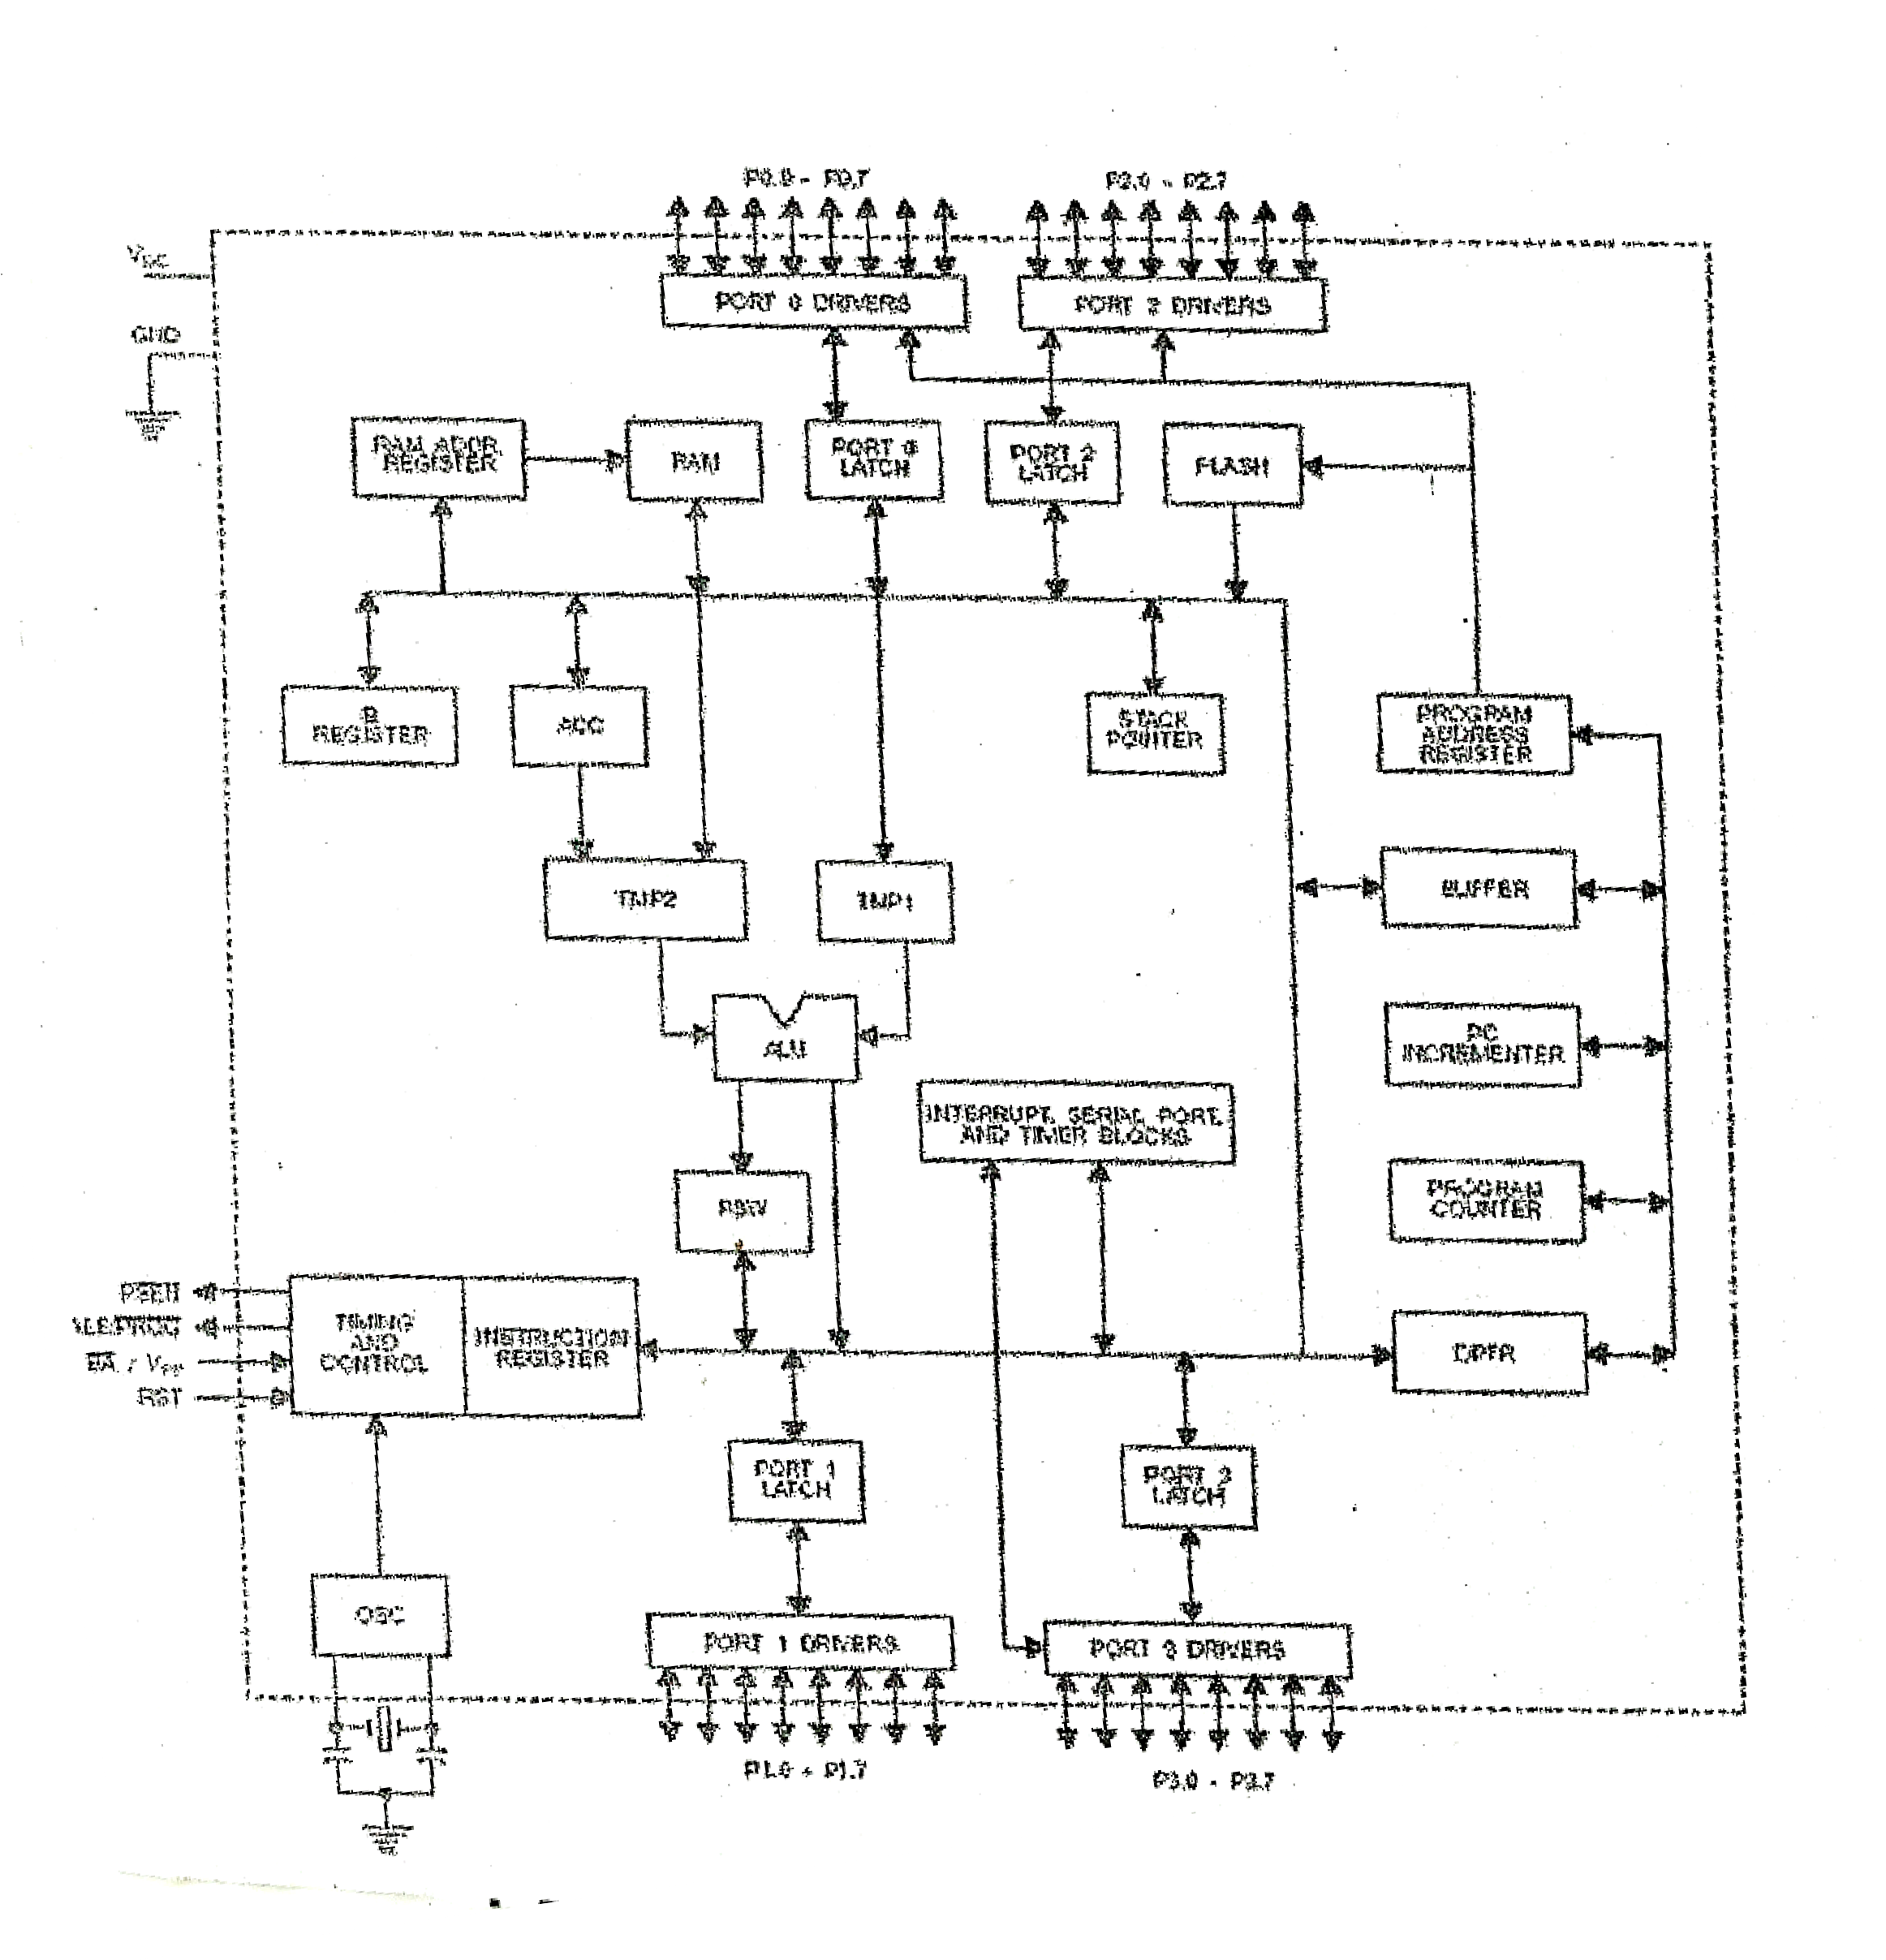 P0.0 - P0.7
P2.0 - P2.7
VCC
GND
PORT 0 DRIVERS
PORT 2 DRIVERS
RAM ADDR.
REGISTER
RAM
PORT 0
LATCH
PORT 2
LATCH
FLASH
B
REGISTER
ACC
STACK
POINTER
PROGRAM
ADDRESS
REGISTER
TMP2
TMP1
BUFFER
ALU
PC
INCREMENTER
INTERRUPT, SERIAL PORT,
AND TIMER BLOCKS
PSW
PROGRAM
COUNTER
PSEN
ALE/PROG
EA / VPP
RST
TIMING
AND
CONTROL
INSTRUCTION
REGISTER
DPTR
PORT 1
LATCH
PORT 3
LATCH
OSC
PORT 1 DRIVERS
PORT 3 DRIVERS
P1.0 - P1.7
P3.0 - P3.7